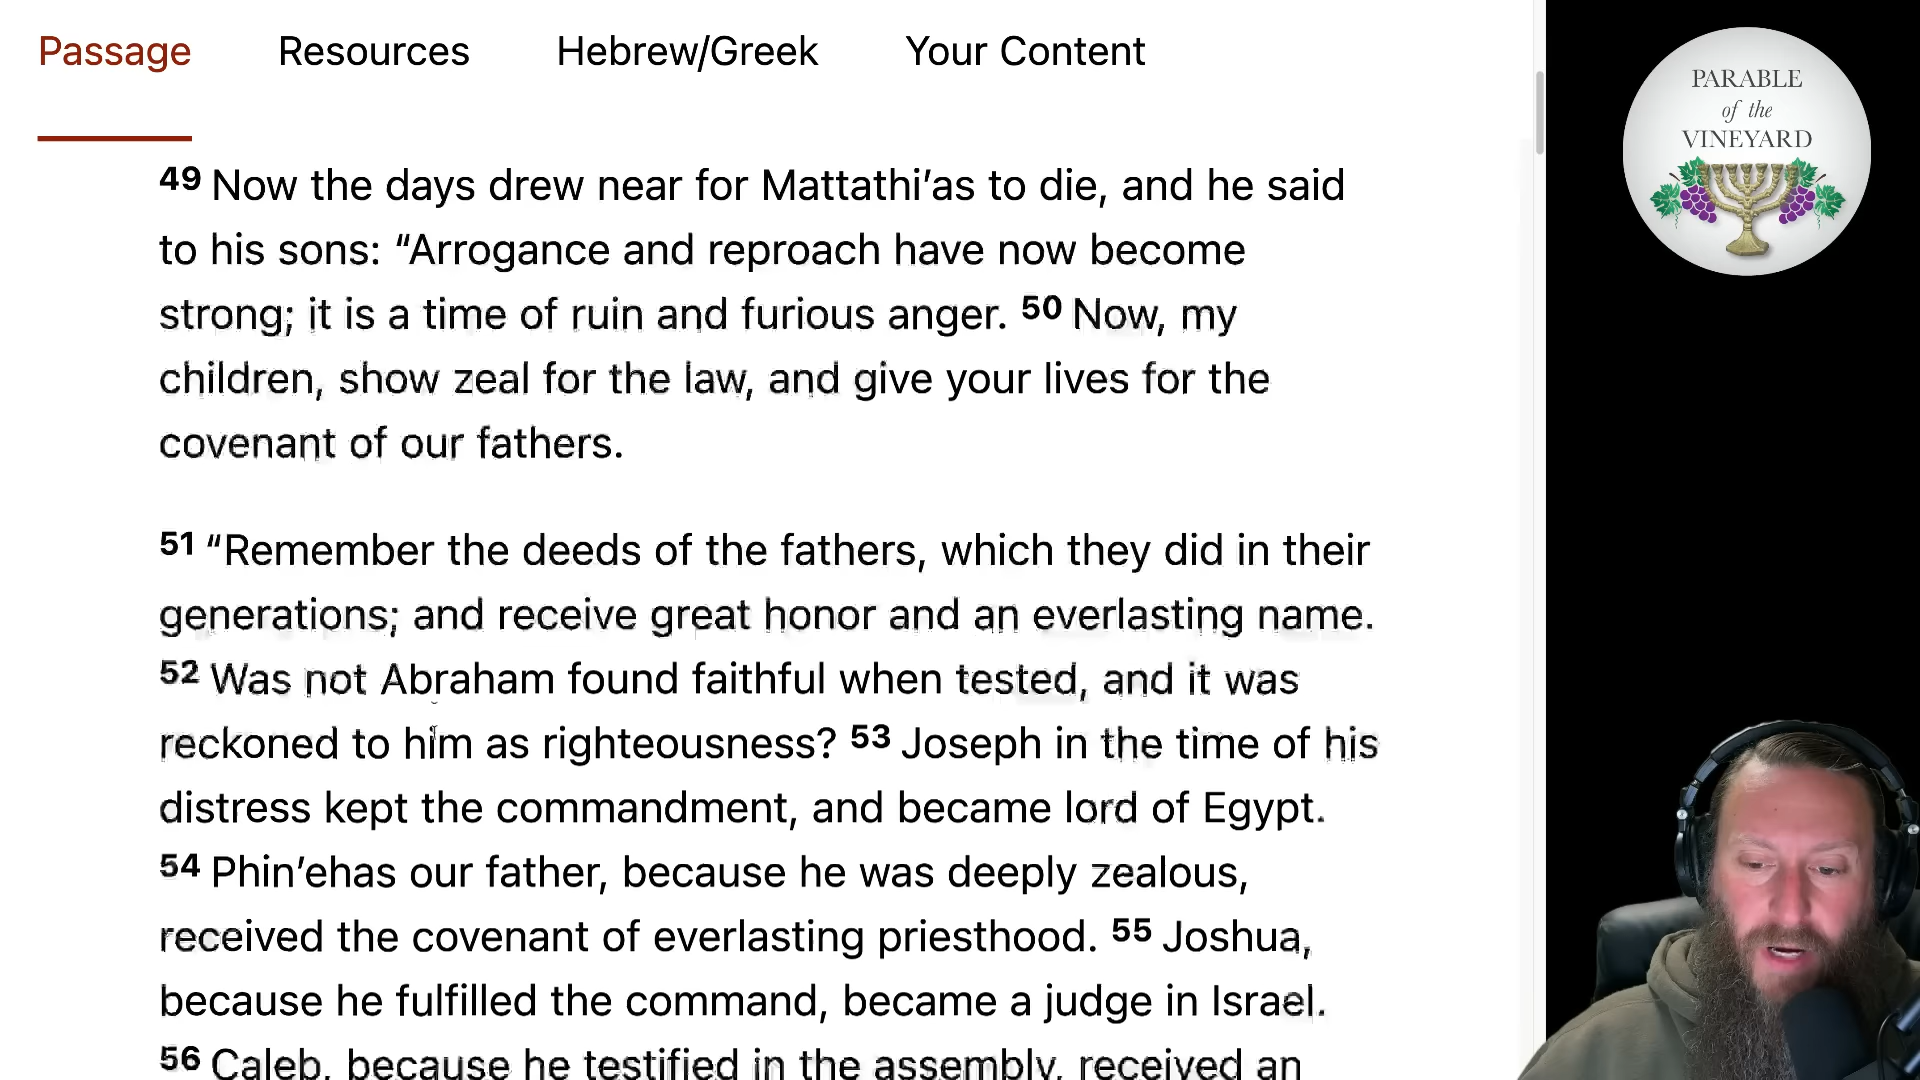 Passage Resources Hebrew/Greek Your Content
49 Now the days drew near for Mattathi’as to die, and he said
to his sons: “Arrogance and reproach have now become
strong; it is a time of ruin and furious anger. 50 Now, my
children, show zeal for the law, and give your lives for the
covenant of our fathers.
51 “Remember the deeds of the fathers, which they did in their
generations; and receive great honor and an everlasting name.
52 Was not Abraham found faithful when tested, and it was
reckoned to him as righteousness? 53 Joseph in the time of his
distress kept the commandment, and became lord of Egypt.
54 Phin’ehas our father, because he was deeply zealous,
received the covenant of everlasting priesthood. 55 Joshua,
because he fulfilled the command, became a judge in Israel.
56 Caleb, because he testified in the assembly, received an
PARABLE
of the
VINEYARD